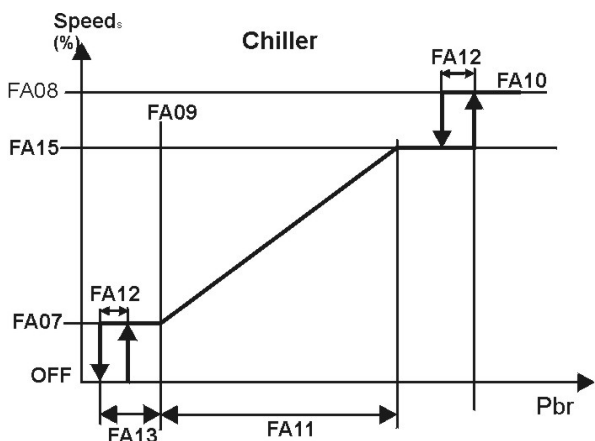 Speeds
(%)
Chiller
FA12
FA08
FA10
FA09
FA15
FA12
FA07
OFF
Pbr
FA13
FA11